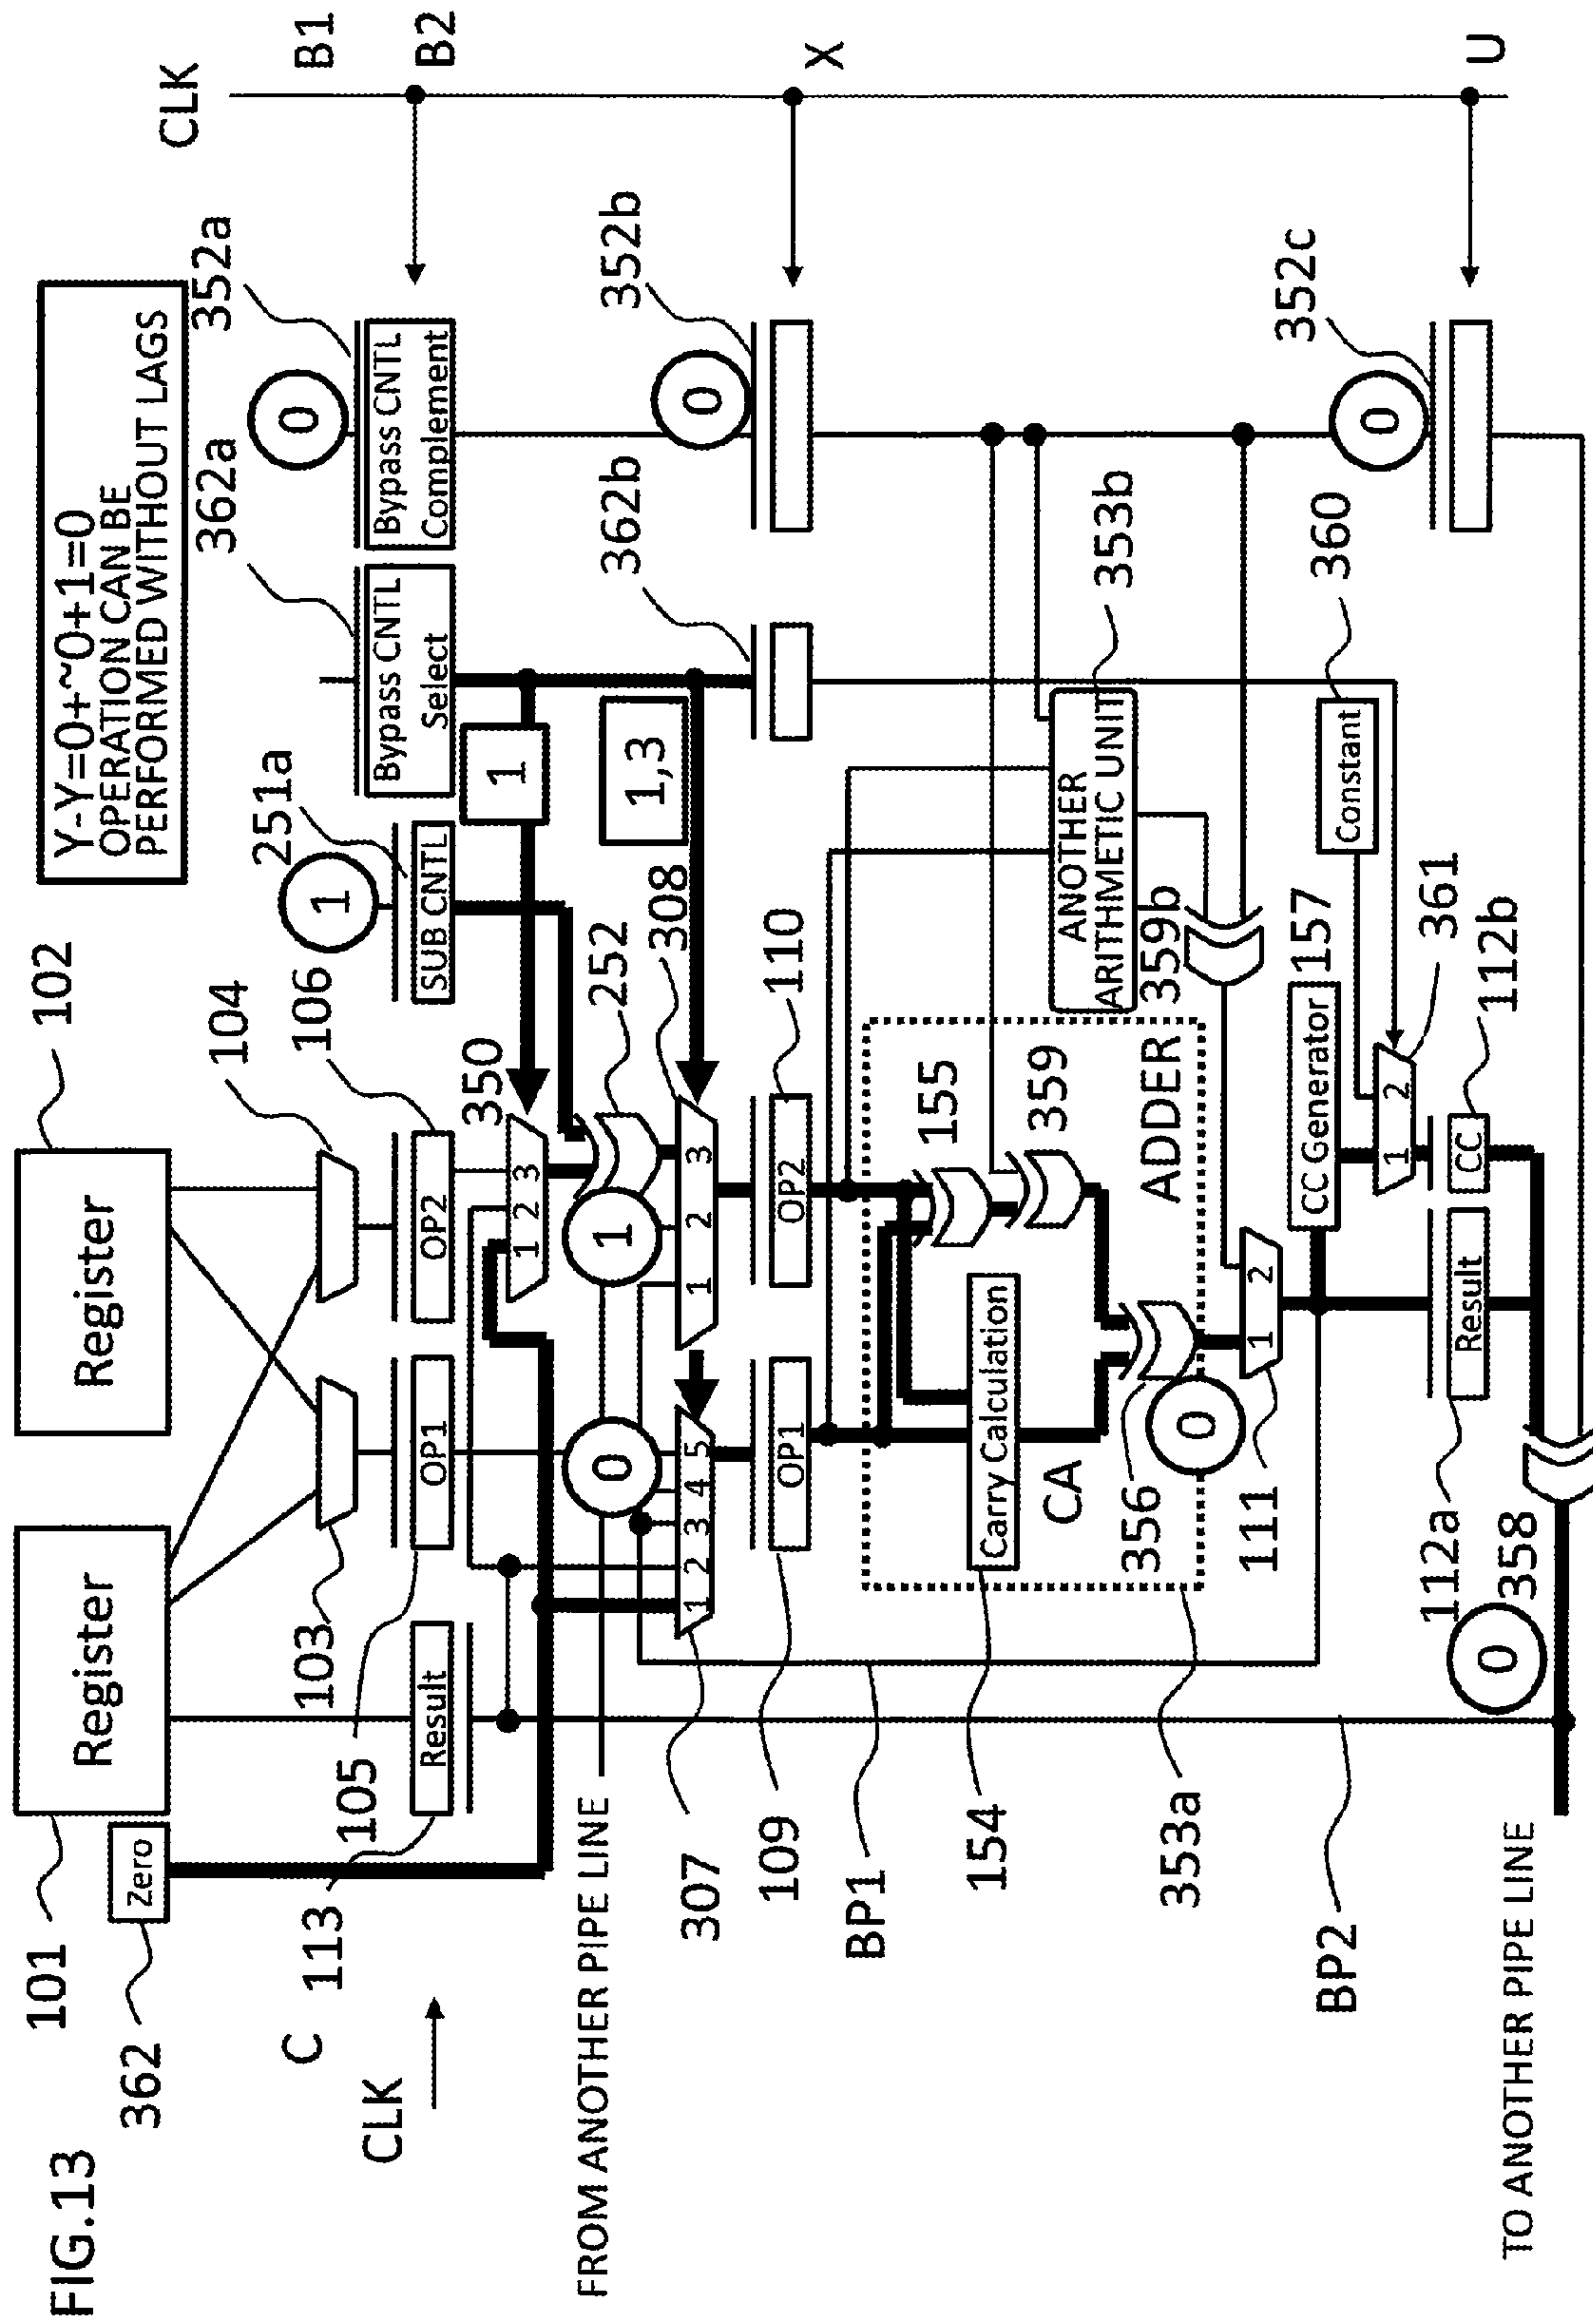 FIG.13
Y-Y=0+~0+1=0
OPERATION CAN BE
PERFORMED WITHOUT LAGS
101
362
Zero
Register
Register
102
CLK
B1
B2
X
U
C
CLK
113
105
103
104
106
251a
362a
352a
1
0
Result
OP1
OP2
SUB CNTL
Bypass CNTL
Select
Bypass CNTL
Complement
350
1 2 3
1
252
1,3
308
362b
352b
0
FROM ANOTHER PIPE LINE
0
1
307
1 2 3 4 5
1 2 3
109
OP1
OP2
110
BP1
154
Carry Calculation
CA
155
359
356
0
ADDER
353a
ANOTHER
ARITHMETIC UNIT
353b
359b
111
1 2
CC Generator
157
Constant
360
361
1 2
352c
0
BP2
112a
Result
CC
112b
358
0
TO ANOTHER PIPE LINE